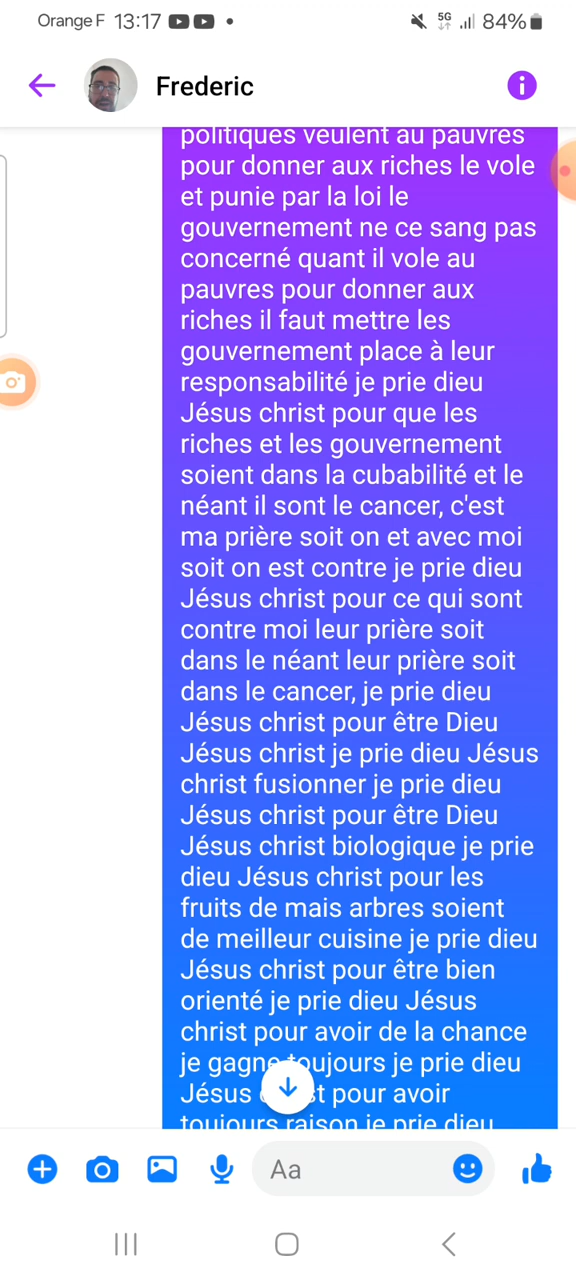 Orange F 13:17
5G
84%
Frederic
politiques veulent au pauvres
pour donner aux riches le vole
et punie par la loi le
gouvernement ne ce sang pas
concerné quant il vole au
pauvres pour donner aux
riches il faut mettre les
gouvernement place à leur
responsabilité je prie dieu
Jésus christ pour que les
riches et les gouvernement
soient dans la cubabilité et le
néant il sont le cancer, c'est
ma prière soit on et avec moi
soit on est contre je prie dieu
Jésus christ pour ce qui sont
contre moi leur prière soit
dans le néant leur prière soit
dans le cancer, je prie dieu
Jésus christ pour être Dieu
Jésus christ je prie dieu Jésus
christ fusionner je prie dieu
Jésus christ pour être Dieu
Jésus christ biologique je prie
dieu Jésus christ pour les
fruits de mais arbres soient
de meilleur cuisine je prie dieu
Jésus christ pour être bien
orienté je prie dieu Jésus
christ pour avoir de la chance
je gagne toujours je prie dieu
Jésus christ pour avoir
toujours raison je prie dieu
Aa